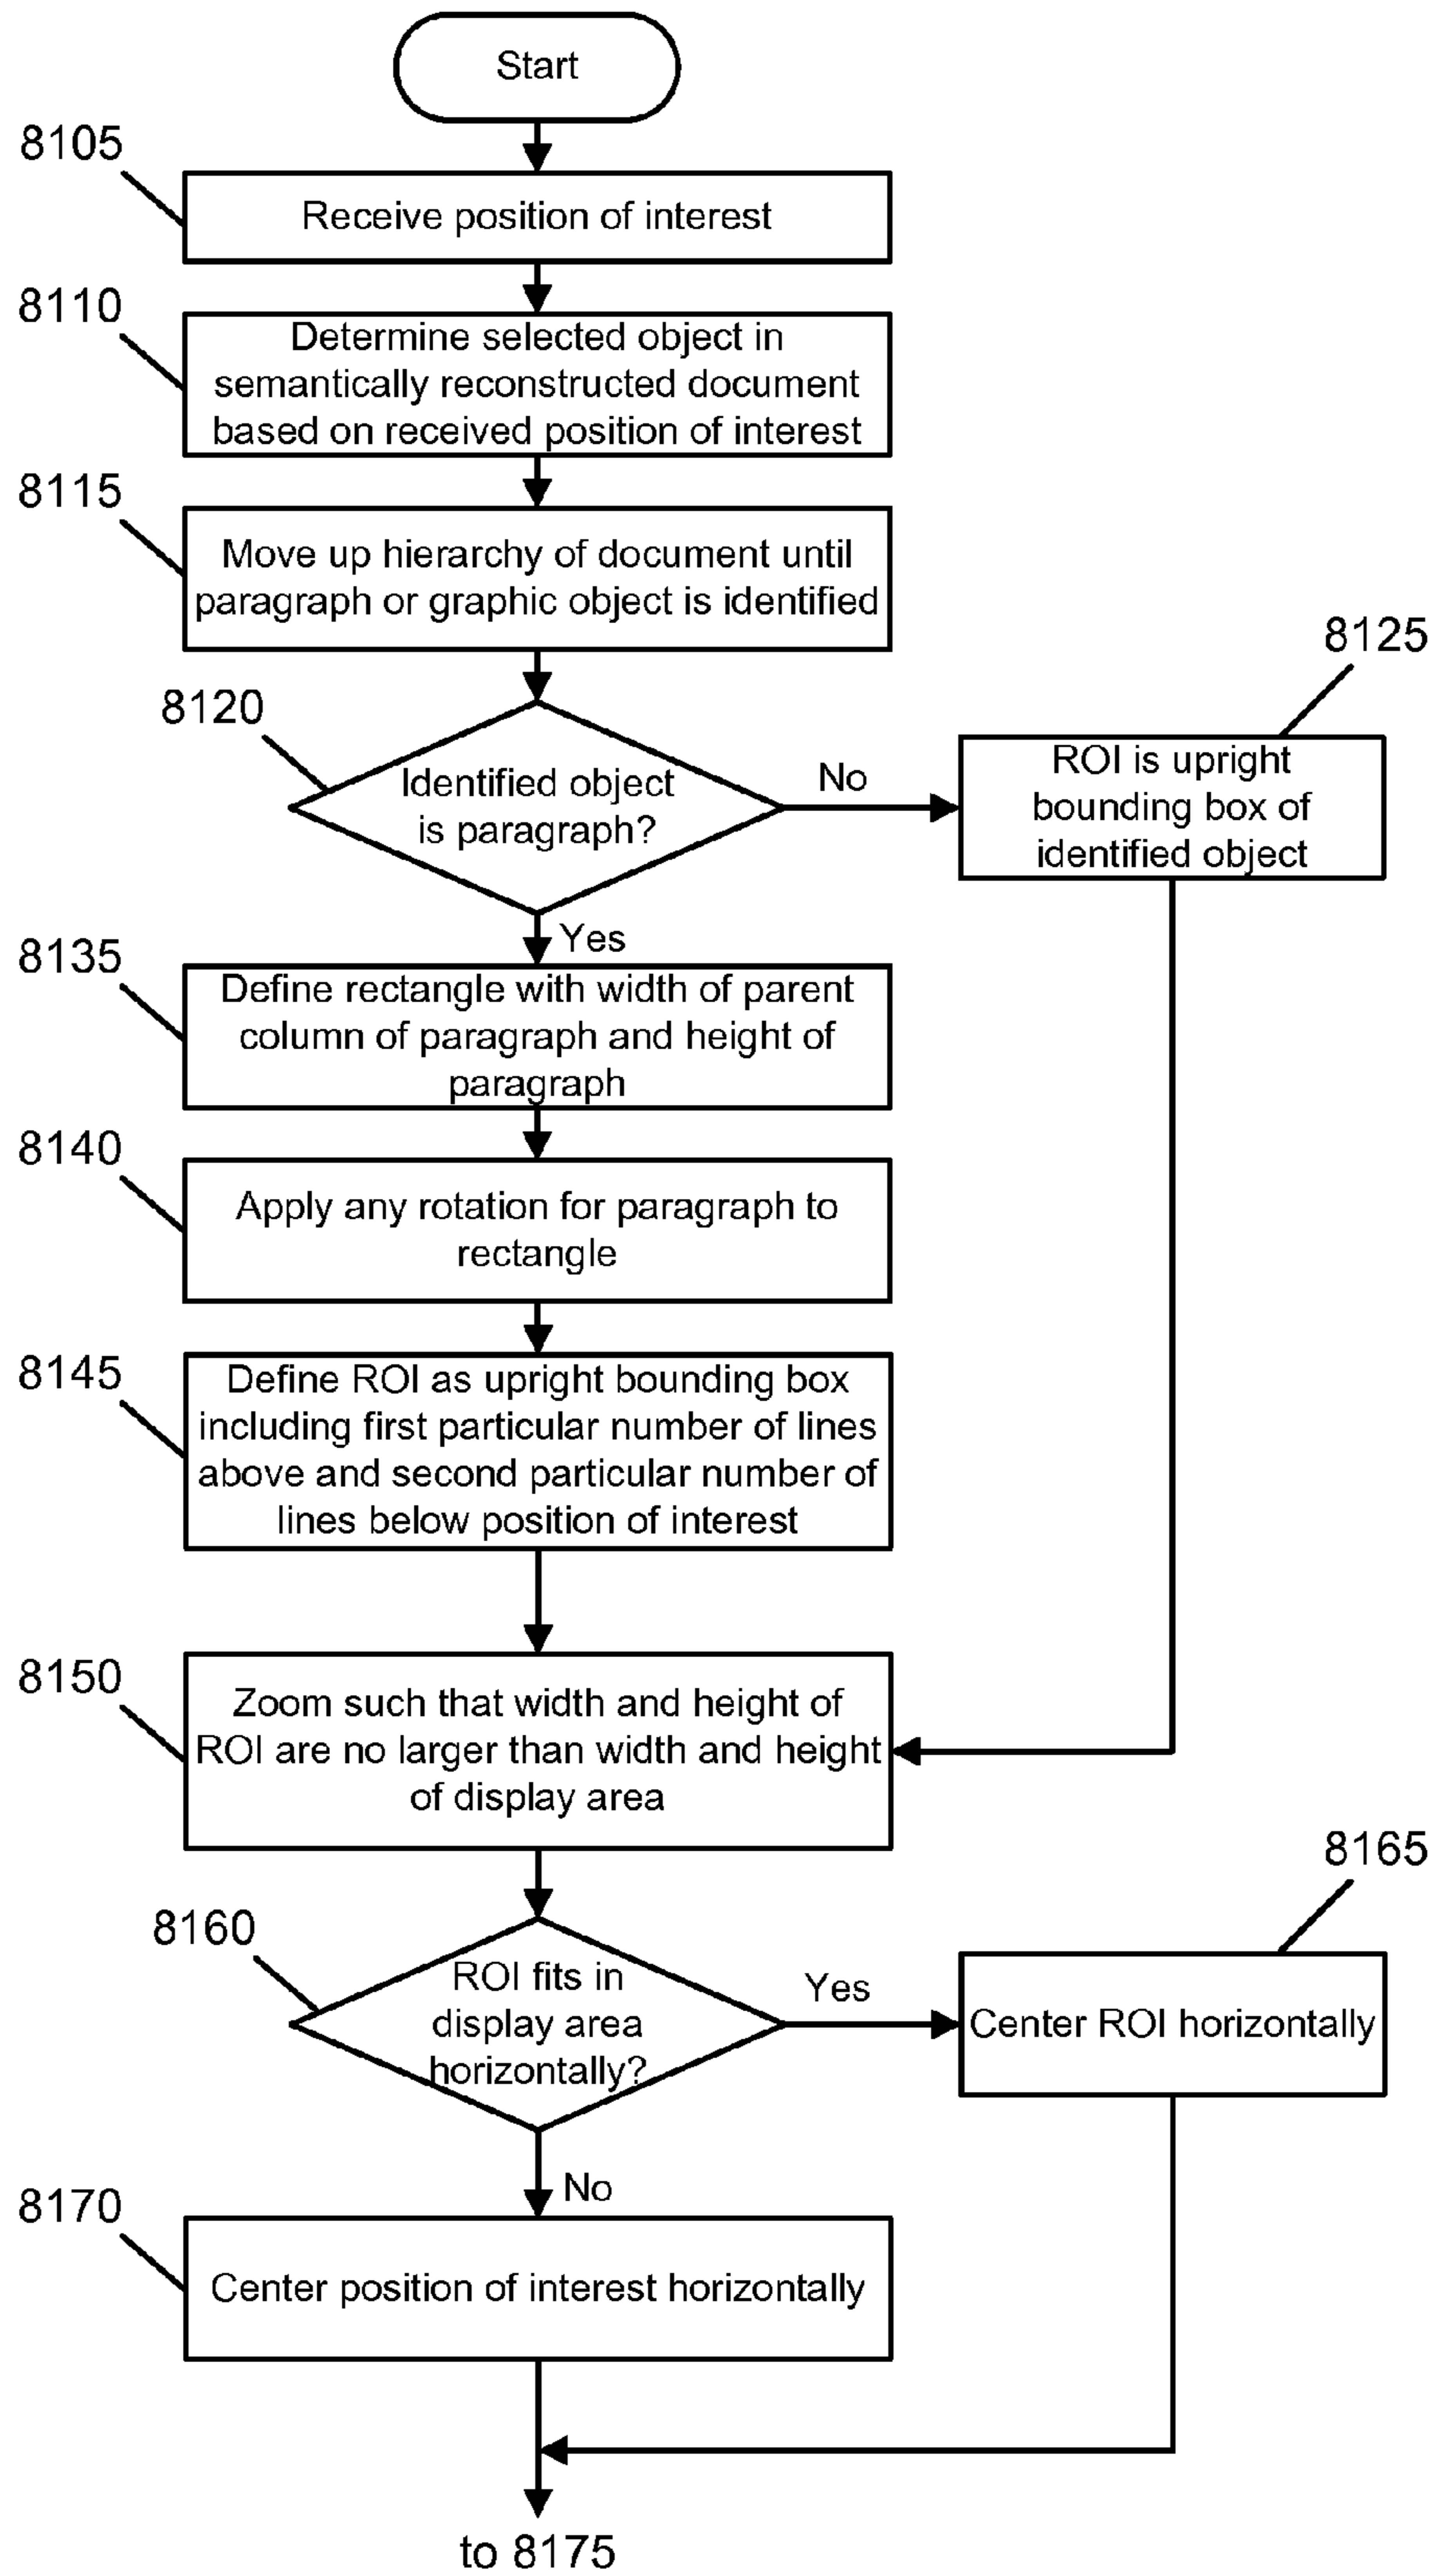 Start
8105
Receive position of interest
8110
Determine selected object in
semantically reconstructed document
based on received position of interest
8115
Move up hierarchy of document until
paragraph or graphic object is identified
8120
Identified object
is paragraph?
No
8125
ROI is upright
bounding box of
identified object
Yes
8135
Define rectangle with width of parent
column of paragraph and height of
paragraph
8140
Apply any rotation for paragraph to
rectangle
8145
Define ROI as upright bounding box
including first particular number of lines
above and second particular number of
lines below position of interest
8150
Zoom such that width and height of
ROI are no larger than width and height
of display area
8160
ROI fits in
display area
horizontally?
Yes
8165
Center ROI horizontally
No
8170
Center position of interest horizontally
to 8175